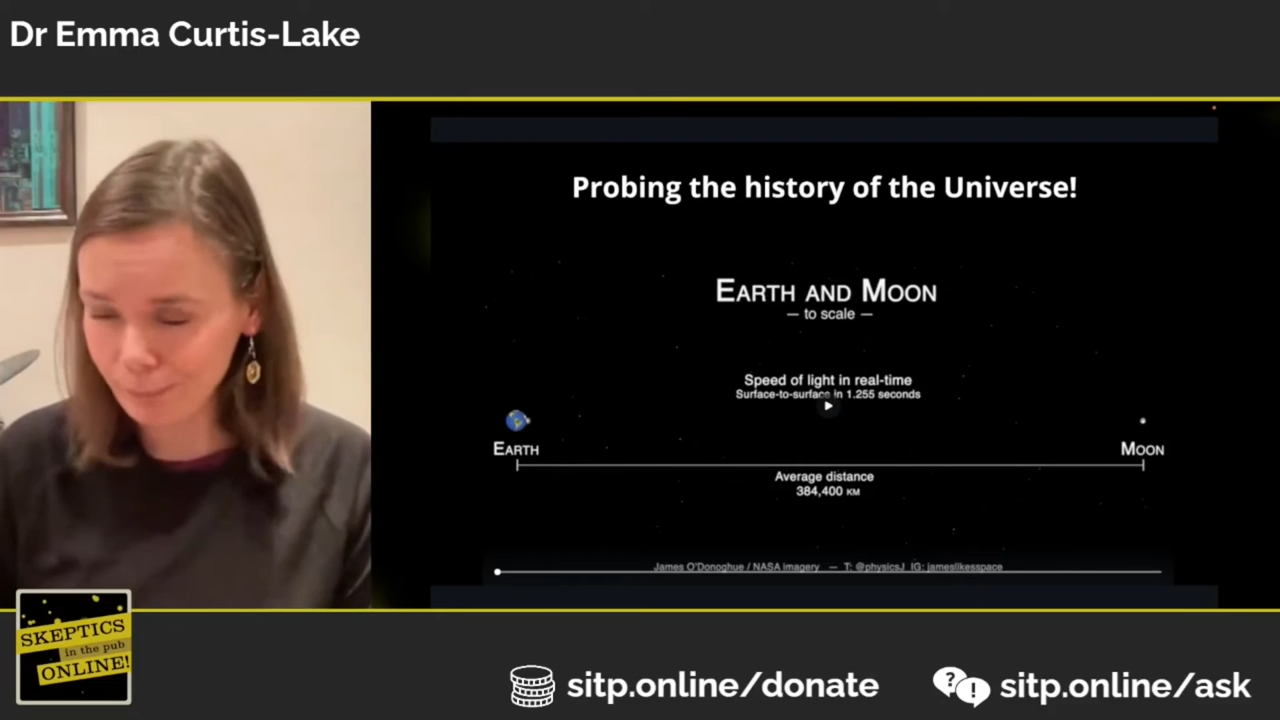 Dr Emma Curtis-Lake
Probing the history of the Universe!
EARTH AND MOON
— to scale —
Speed of light in real-time
Surface-to-surface in 1.255 seconds
EARTH
MOON
Average distance
384,400 KM
James O'Donoghue / NASA imagery — T: @physicsJ IG: jameslikesspace
SKEPTICS
in the pub
ONLINE!
sitp.online/donate
sitp.online/ask